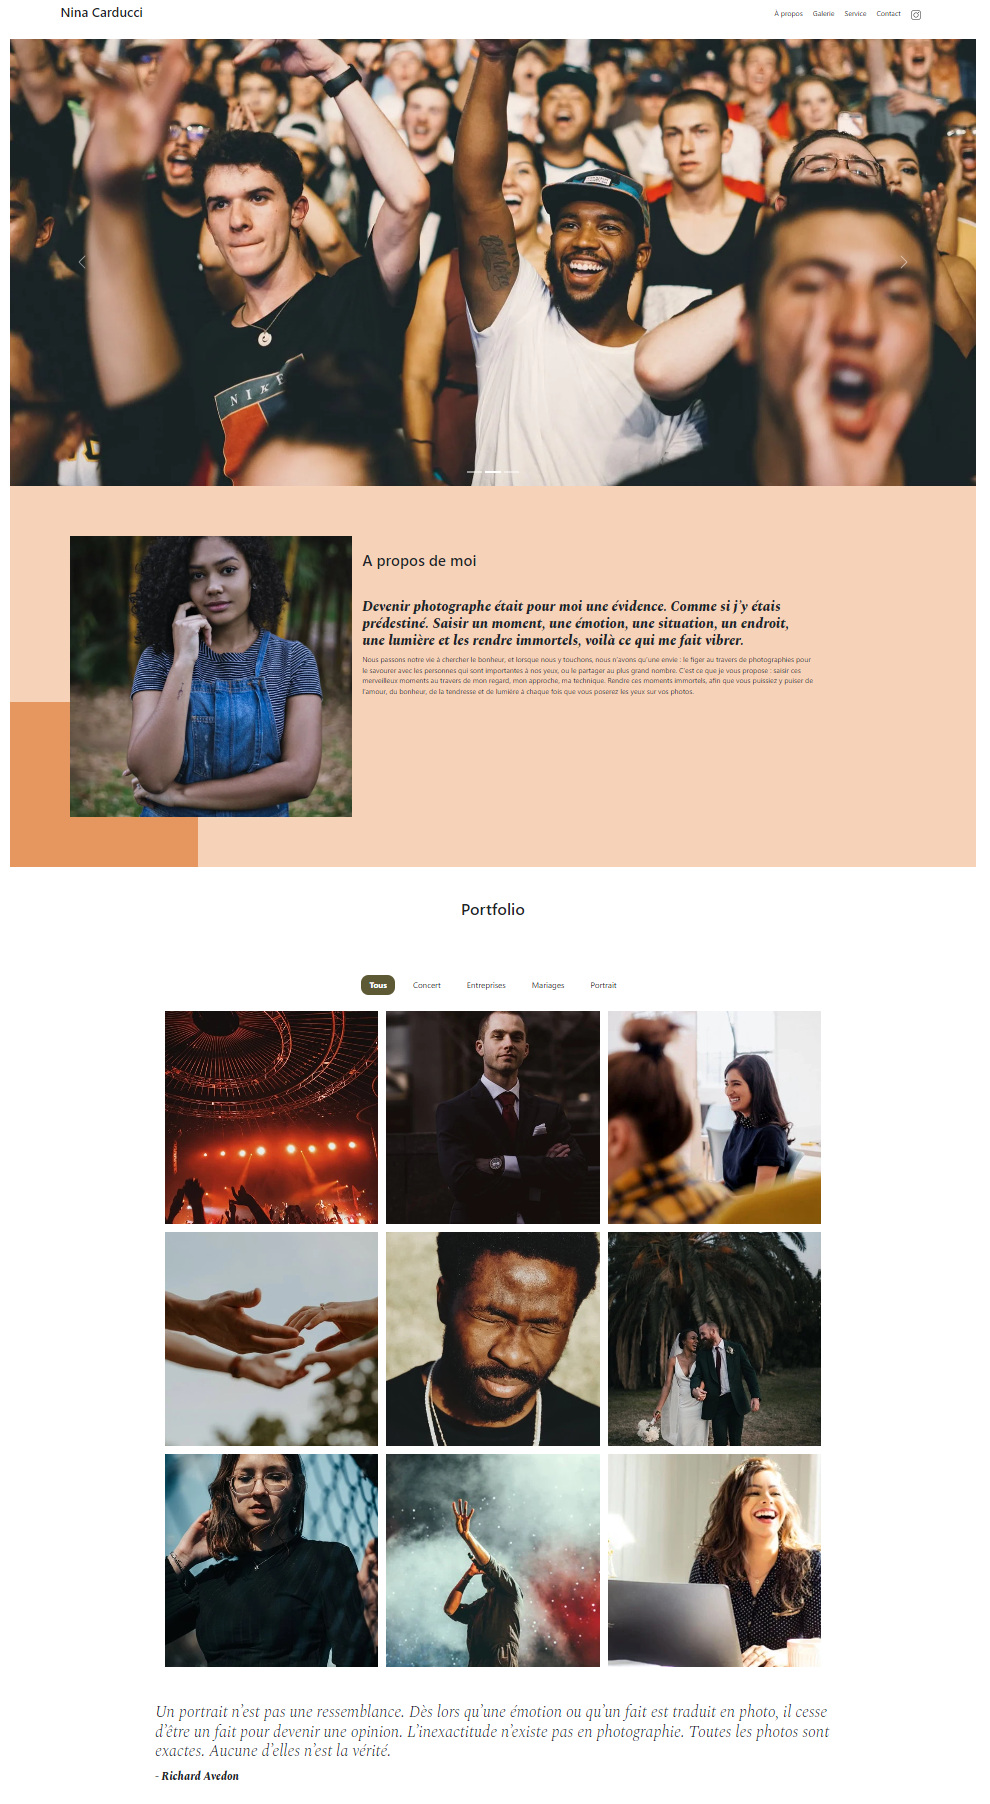 Nina Carducci
À propos Galerie Service Contact
NIKE
A propos de moi
Devenir photographe était pour moi une évidence. Comme si j'y étais
prédestiné. Saisir un moment, une émotion, une situation, un endroit,
une lumière et les rendre immortels, voilà ce qui me fait vibrer.
Nous passons notre vie à chercher le bonheur, et lorsque nous y touchons, nous n'avons qu'une envie : le figer au travers de photographies pour
le savourer avec les personnes qui sont importantes à nos yeux, ou le partager au plus grand nombre. C'est ce que je vous propose : saisir ces
merveilleux moments au travers de mon regard, mon approche, ma technique. Rendre ces moments immortels, afin que vous puissiez y puiser de
l'amour, du bonheur, de la tendresse et de lumière à chaque fois que vous poserez les yeux sur vos photos.
Portfolio
Tous Concert Entreprises Mariages Portrait
Un portrait n'est pas une ressemblance. Dès lors qu'une émotion ou qu'un fait est traduit en photo, il cesse
d'être un fait pour devenir une opinion. L'inexactitude n'existe pas en photographie. Toutes les photos sont
exactes. Aucune d'elles n'est la vérité.
- Richard Avedon